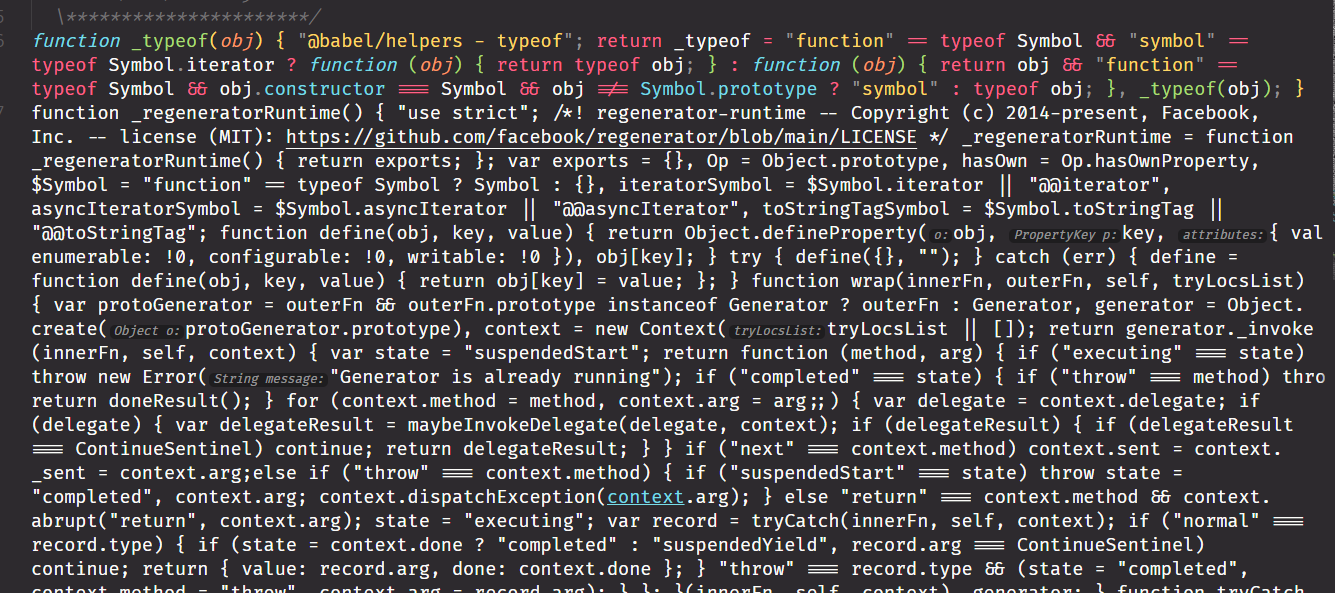 \***********************/
function _typeof(obj) { "@babel/helpers - typeof"; return _typeof = "function" == typeof Symbol && "symbol" ==
typeof Symbol.iterator ? function (obj) { return typeof obj; } : function (obj) { return obj && "function" ==
typeof Symbol && obj.constructor === Symbol && obj !== Symbol.prototype ? "symbol" : typeof obj; }, _typeof(obj); }
function _regeneratorRuntime() { "use strict"; /*! regenerator-runtime -- Copyright (c) 2014-present, Facebook,
Inc. -- license (MIT): https://github.com/facebook/regenerator/blob/main/LICENSE */ _regeneratorRuntime = function
_regeneratorRuntime() { return exports; }; var exports = {}, Op = Object.prototype, hasOwn = Op.hasOwnProperty,
$Symbol = "function" == typeof Symbol ? Symbol : {}, iteratorSymbol = $Symbol.iterator || "@@iterator",
asyncIteratorSymbol = $Symbol.asyncIterator || "@@asyncIterator", toStringTagSymbol = $Symbol.toStringTag ||
"@@toStringTag"; function define(obj, key, value) { return Object.defineProperty( o: obj, PropertyKey p: key, attributes: { val
enumerable: !0, configurable: !0, writable: !0 }), obj[key]; } try { define({}, ""); } catch (err) { define =
function define(obj, key, value) { return obj[key] = value; }; } function wrap(innerFn, outerFn, self, tryLocsList)
{ var protoGenerator = outerFn && outerFn.prototype instanceof Generator ? outerFn : Generator, generator = Object.
create( Object o: protoGenerator.prototype), context = new Context( tryLocsList: tryLocsList || []); return generator._invoke
(innerFn, self, context) { var state = "suspendedStart"; return function (method, arg) { if ("executing" === state)
throw new Error( String message: "Generator is already running"); if ("completed" === state) { if ("throw" === method) thro
return doneResult(); } for (context.method = method, context.arg = arg;;) { var delegate = context.delegate; if
(delegate) { var delegateResult = maybeInvokeDelegate(delegate, context); if (delegateResult) { if (delegateResult
=== ContinueSentinel) continue; return delegateResult; } } if ("next" === context.method) context.sent = context.
_sent = context.arg;else if ("throw" === context.method) { if ("suspendedStart" === state) throw state =
"completed", context.arg; context.dispatchException(context.arg); } else "return" === context.method && context.
abrupt("return", context.arg); state = "executing"; var record = tryCatch(innerFn, self, context); if ("normal" ===
record.type) { if (state = context.done ? "completed" : "suspendedYield", record.arg === ContinueSentinel)
continue; return { value: record.arg, done: context.done }; } "throw" === record.type && (state = "completed",
context.method = "throw", context.arg = record.arg); } }; }(innerFn, self, context), generator; } function tryCatch